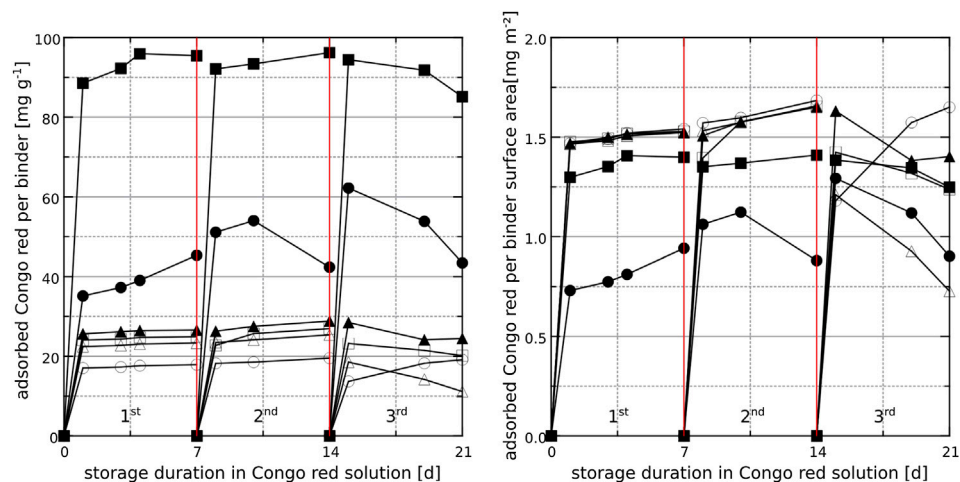 adsorbed Congo red per binder [mg g⁻¹]
100
80
60
40
20
0
1st
2nd
3rd
0
7
14
21
storage duration in Congo red solution [d]
adsorbed Congo red per binder surface area[mg m⁻²]
2.0
1.5
1.0
0.5
0.0
1st
2nd
3rd
0
7
14
21
storage duration in Congo red solution [d]